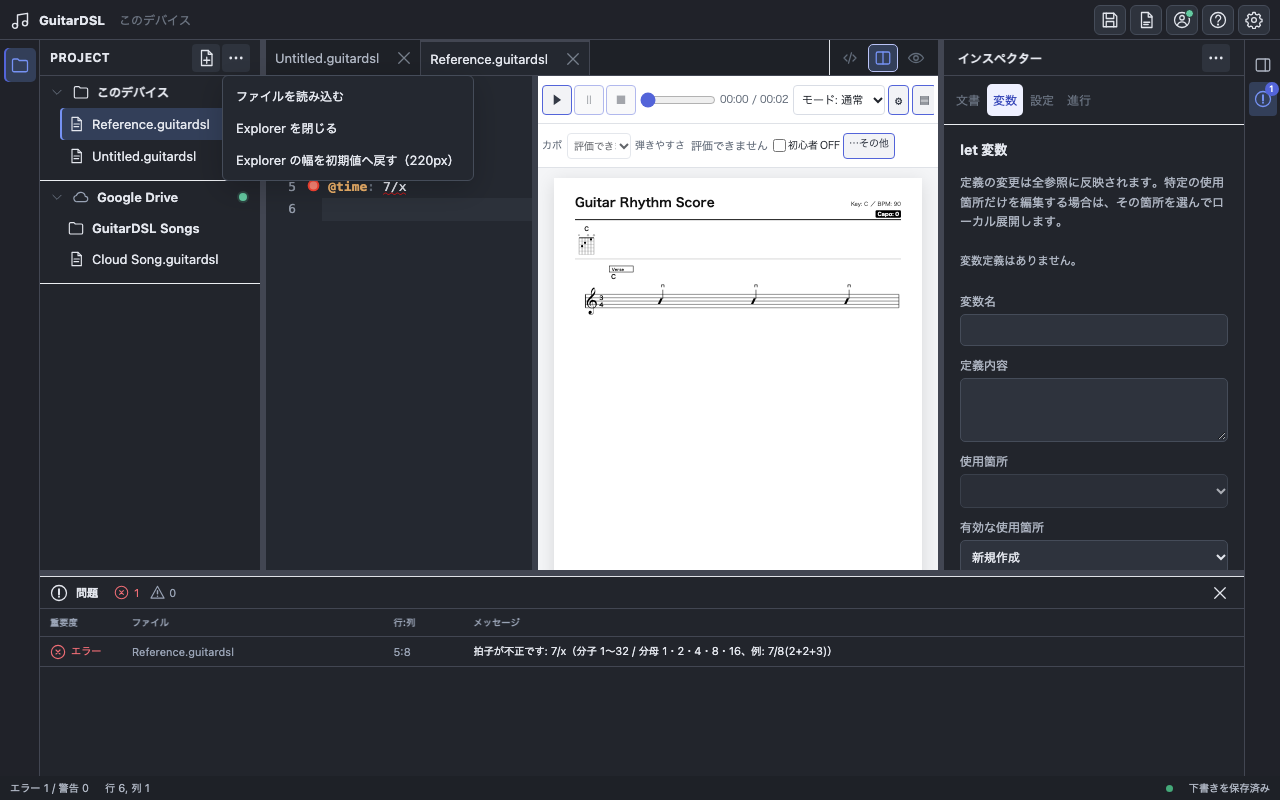 GuitarDSL このデバイス
PROJECT
このデバイス
Reference.guitardsl
Untitled.guitardsl
Google Drive
GuitarDSL Songs
Cloud Song.guitardsl
ファイルを読み込む
Explorer を閉じる
Explorer の幅を初期値へ戻す（220px）
Untitled.guitardsl
Reference.guitardsl
5 @time: 7/x
6
00:00 / 00:02
モード: 通常
カポ 評価でき: 弾きやすさ 評価できません 初心者 OFF …その他
Guitar Rhythm Score
Key: C ／ BPM: 90
Capo: 0
C
Verse
C
3
4
インスペクター
文書 変数 設定 進行
let 変数
定義の変更は全参照に反映されます。特定の使用
箇所だけを編集する場合は、その箇所を選んでロ
ーカル展開します。
変数定義はありません。
変数名
定義内容
使用箇所
有効な使用箇所
新規作成
1
問題 1 0
重要度 ファイル 行:列 メッセージ
エラー Reference.guitardsl 5:8 拍子が不正です: 7/x（分子 1〜32 / 分母 1・2・4・8・16、例: 7/8(2+2+3)）
エラー 1 / 警告 0 行 6, 列 1
下書きを保存済み